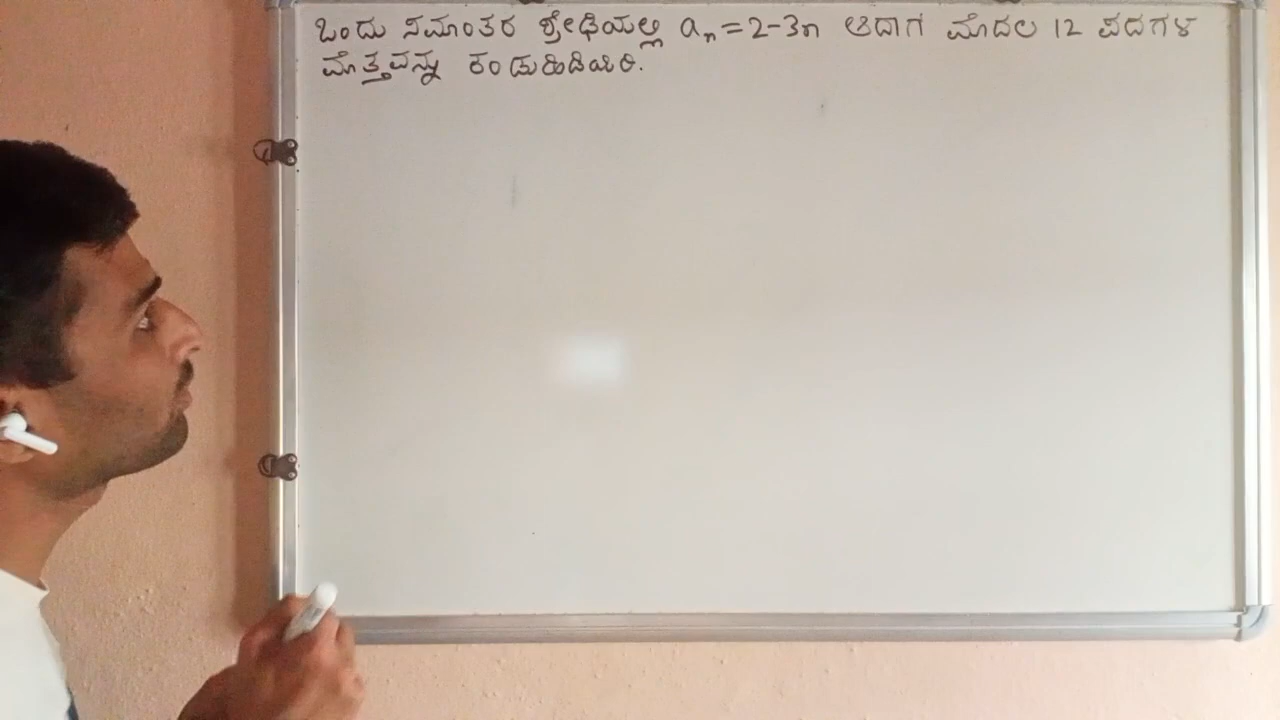 ಒಂದು ಸಮಾಂತರ ಶ್ರೇಢಿಯಲ್ಲಿ aₙ=2-3n ಆದಾಗ ಮೊದಲ 12 ಪದಗಳ
ಮೊತ್ತವನ್ನು ಕಂಡುಹಿಡಿಯಿರಿ.